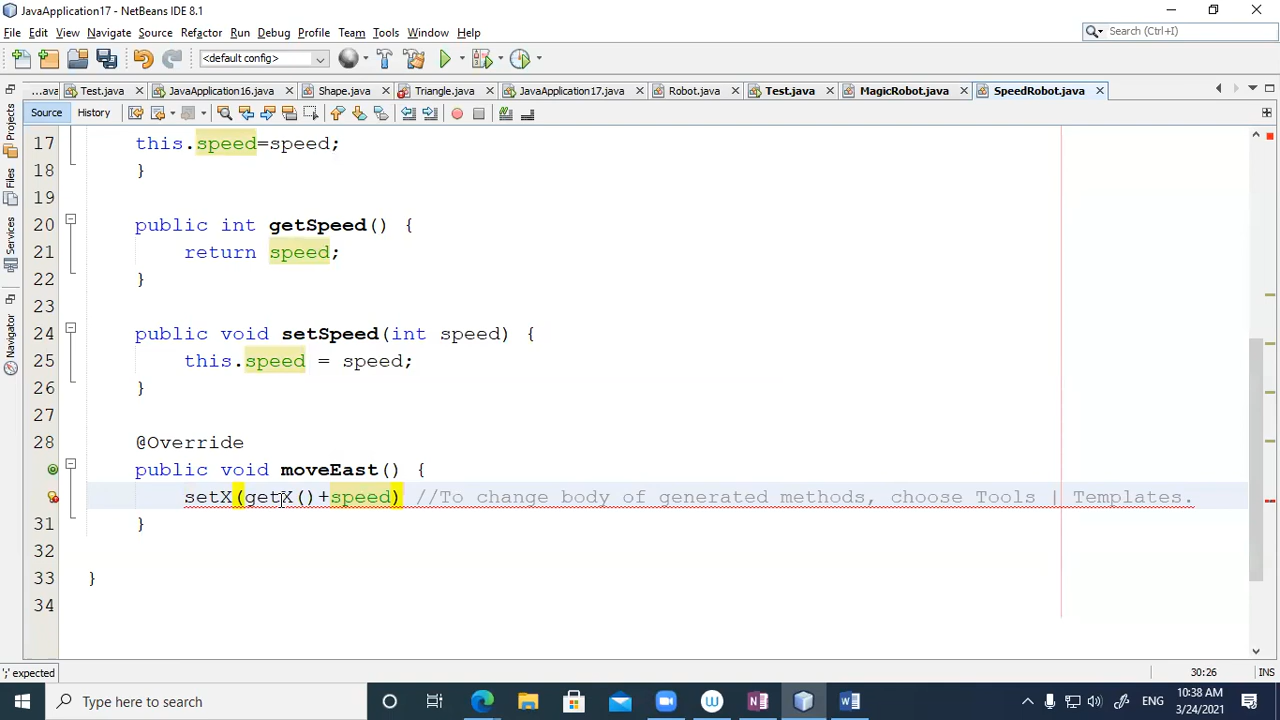 JavaApplication17 - NetBeans IDE 8.1
File Edit View Navigate Source Refactor Run Debug Profile Team Tools Window Help
Search (Ctrl+I)
<default config>
...ava Test.java JavaApplication16.java Shape.java Triangle.java JavaApplication17.java Robot.java Test.java MagicRobot.java SpeedRobot.java
Source History
Projects
Files
Services
Navigator
17 this.speed=speed;
18 }
19
20 public int getSpeed() {
21 return speed;
22 }
23
24 public void setSpeed(int speed) {
25 this.speed = speed;
26 }
27
28 @Override
public void moveEast() {
setX(getX()+speed) //To change body of generated methods, choose Tools | Templates.
31 }
32
33 }
34
';' expected
30:26 INS
Type here to search
ENG
10:38 AM
3/24/2021